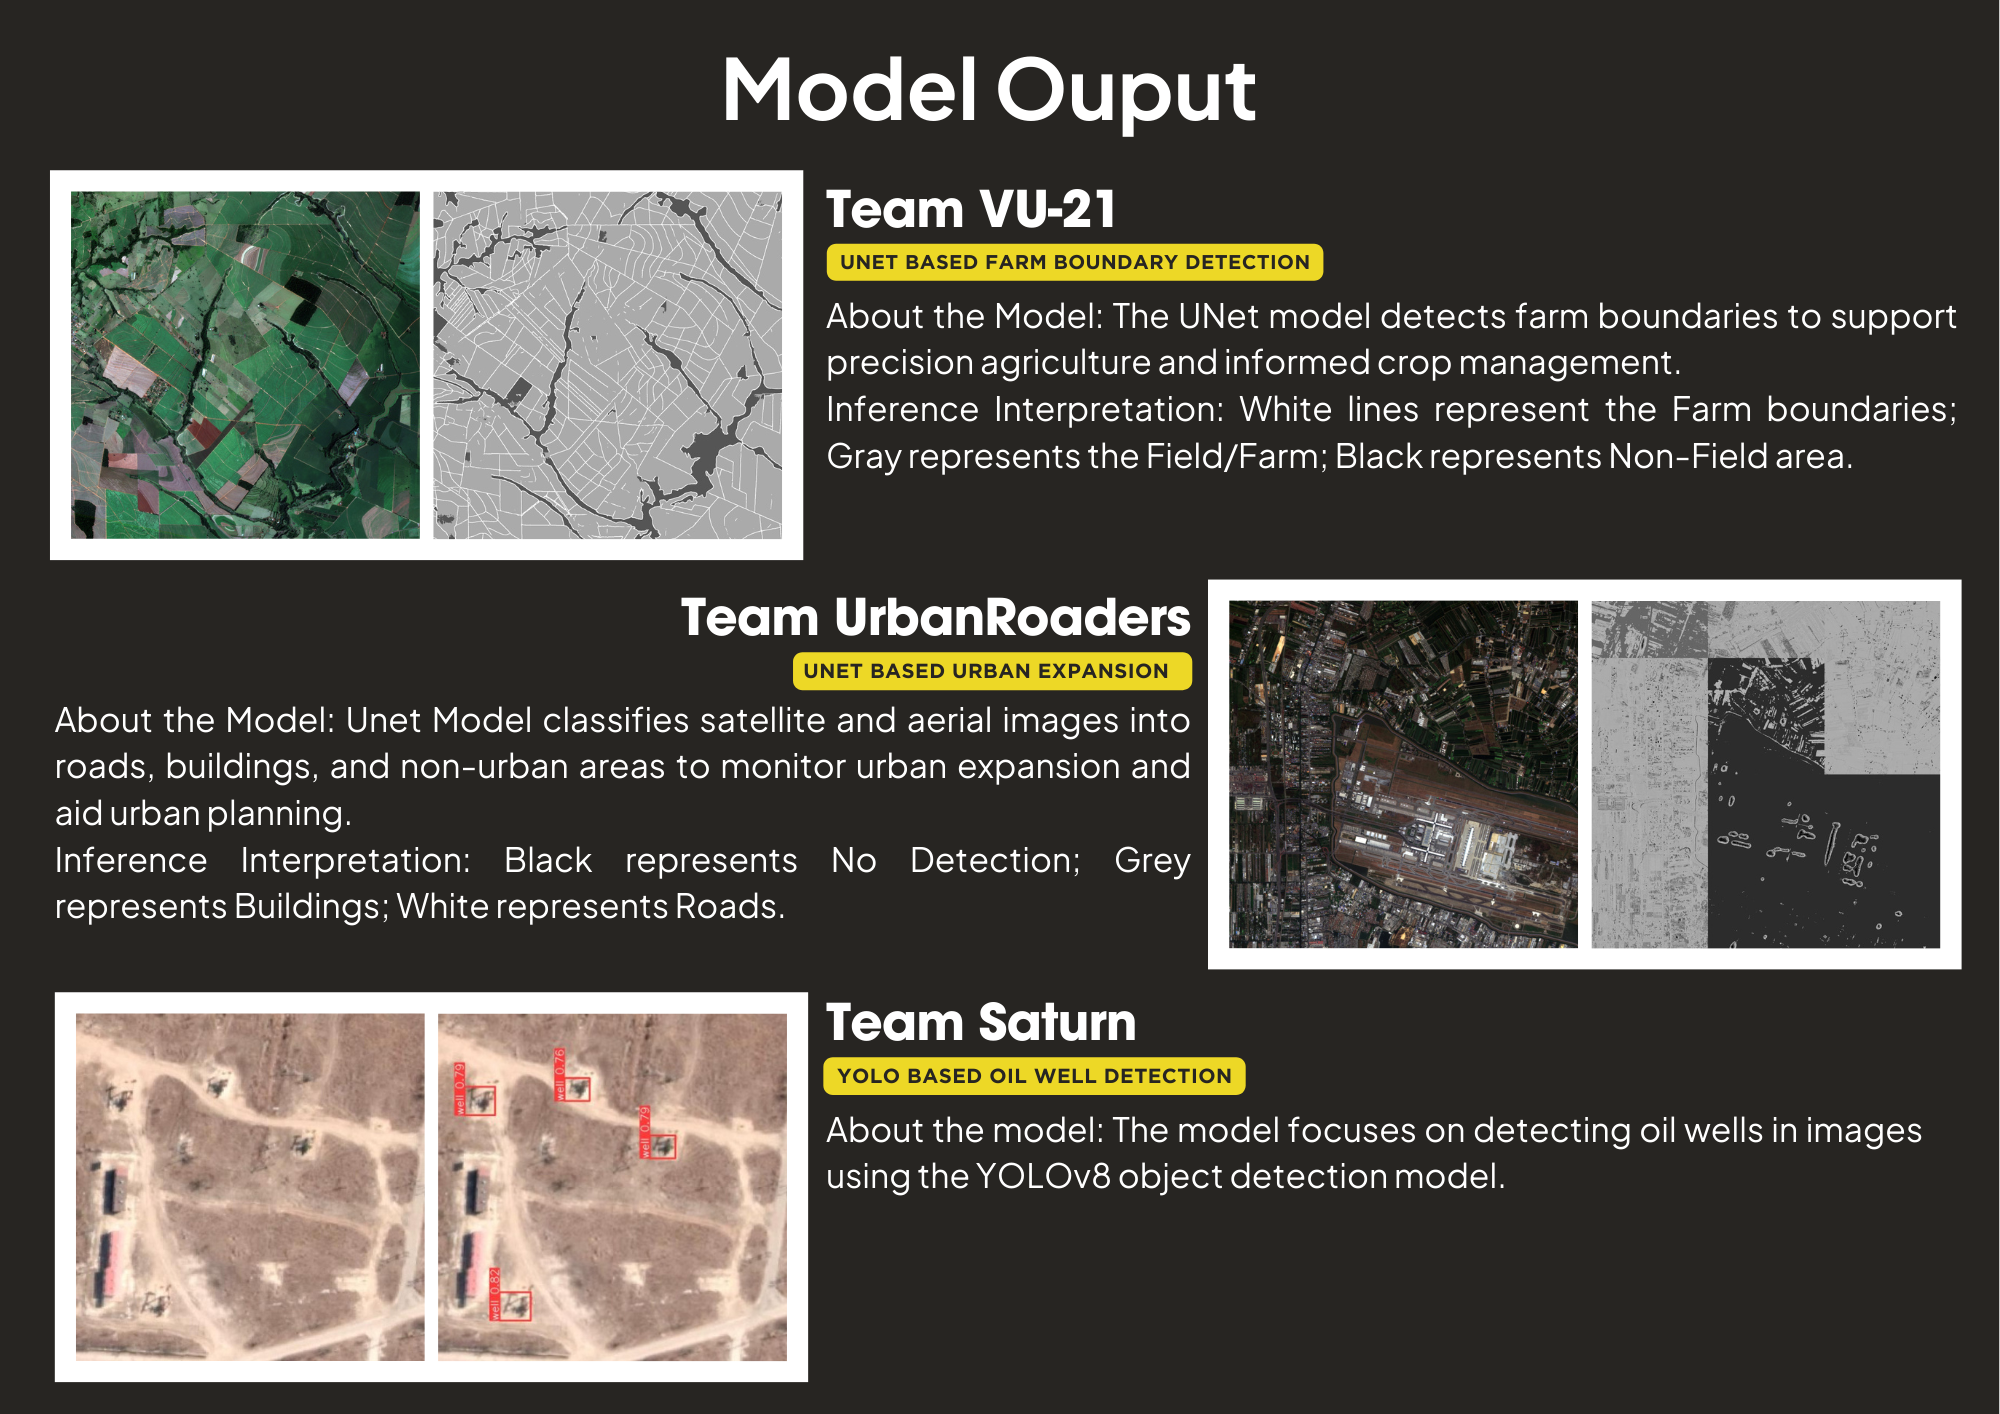 Model Ouput
Team VU-21
UNET BASED FARM BOUNDARY DETECTION
About the Model: The UNet model detects farm boundaries to support
precision agriculture and informed crop management.
Inference Interpretation: White lines represent the Farm boundaries;
Gray represents the Field/Farm; Black represents Non-Field area.
Team UrbanRoaders
UNET BASED URBAN EXPANSION
About the Model: Unet Model classifies satellite and aerial images into
roads, buildings, and non-urban areas to monitor urban expansion and
aid urban planning.
Inference Interpretation: Black represents No Detection; Grey
represents Buildings; White represents Roads.
well 0.79
well 0.76
well 0.79
well 0.82
Team Saturn
YOLO BASED OIL WELL DETECTION
About the model: The model focuses on detecting oil wells in images
using the YOLOv8 object detection model.